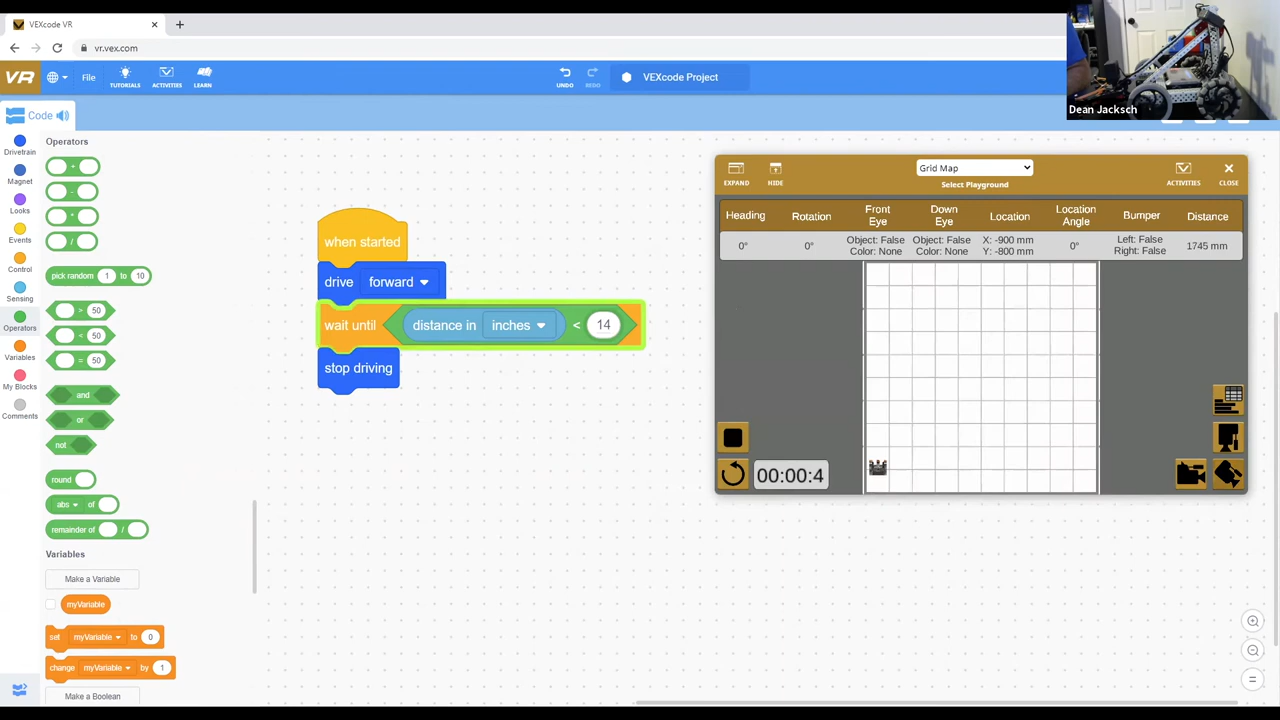 VEXcode VR
vr.vex.com
VR
File
TUTORIALS
ACTIVITIES
LEARN
UNDO
REDO
VEXcode Project
Dean Jacksch
Code
Drivetrain
Magnet
Looks
Events
Control
Sensing
Operators
Variables
My Blocks
Comments
Operators
+
-
*
/
pick random 1 to 10
> 50
< 50
= 50
and
or
not
round
abs of
remainder of /
Variables
Make a Variable
myVariable
set myVariable to 0
change myVariable by 1
Make a Boolean
when started
drive forward
wait until distance in inches < 14
stop driving
EXPAND
HIDE
Grid Map
Select Playground
ACTIVITIES
CLOSE
Heading Rotation Front Eye Down Eye Location Location Angle Bumper Distance
0° 0° Object: False Object: False X: -900 mm 0° Left: False 1745 mm
Color: None Color: None Y: -800 mm Right: False
00:00:4